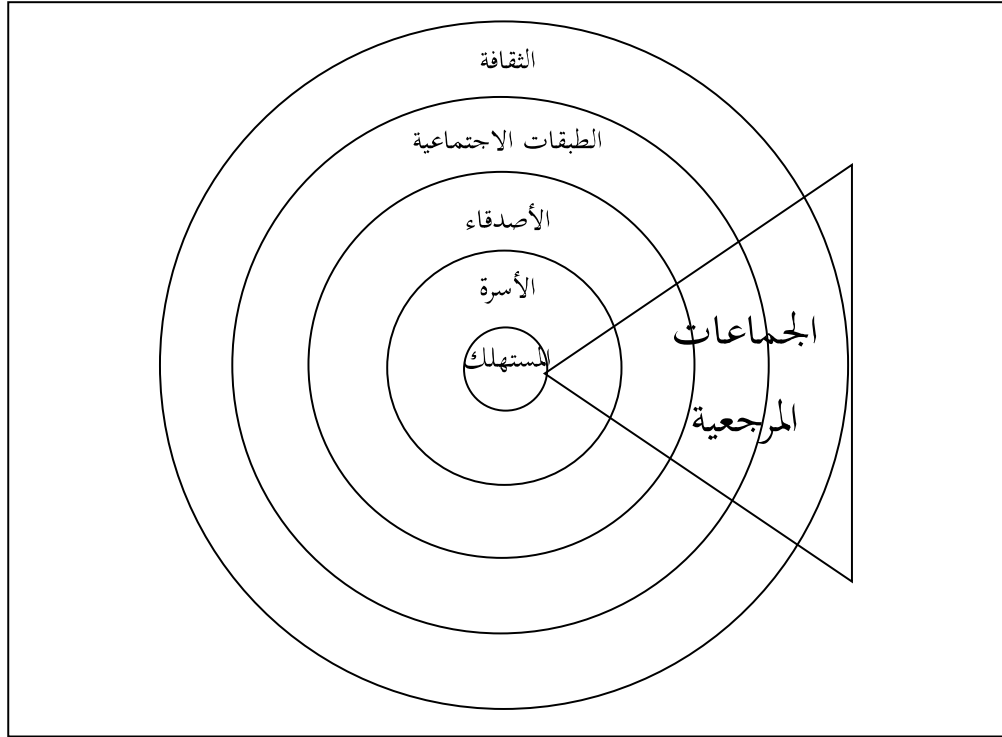 الثقافة
الطبقات الاجتماعية
الأصدقاء
الأسرة
المستهلك
الجماعات
المرجعية